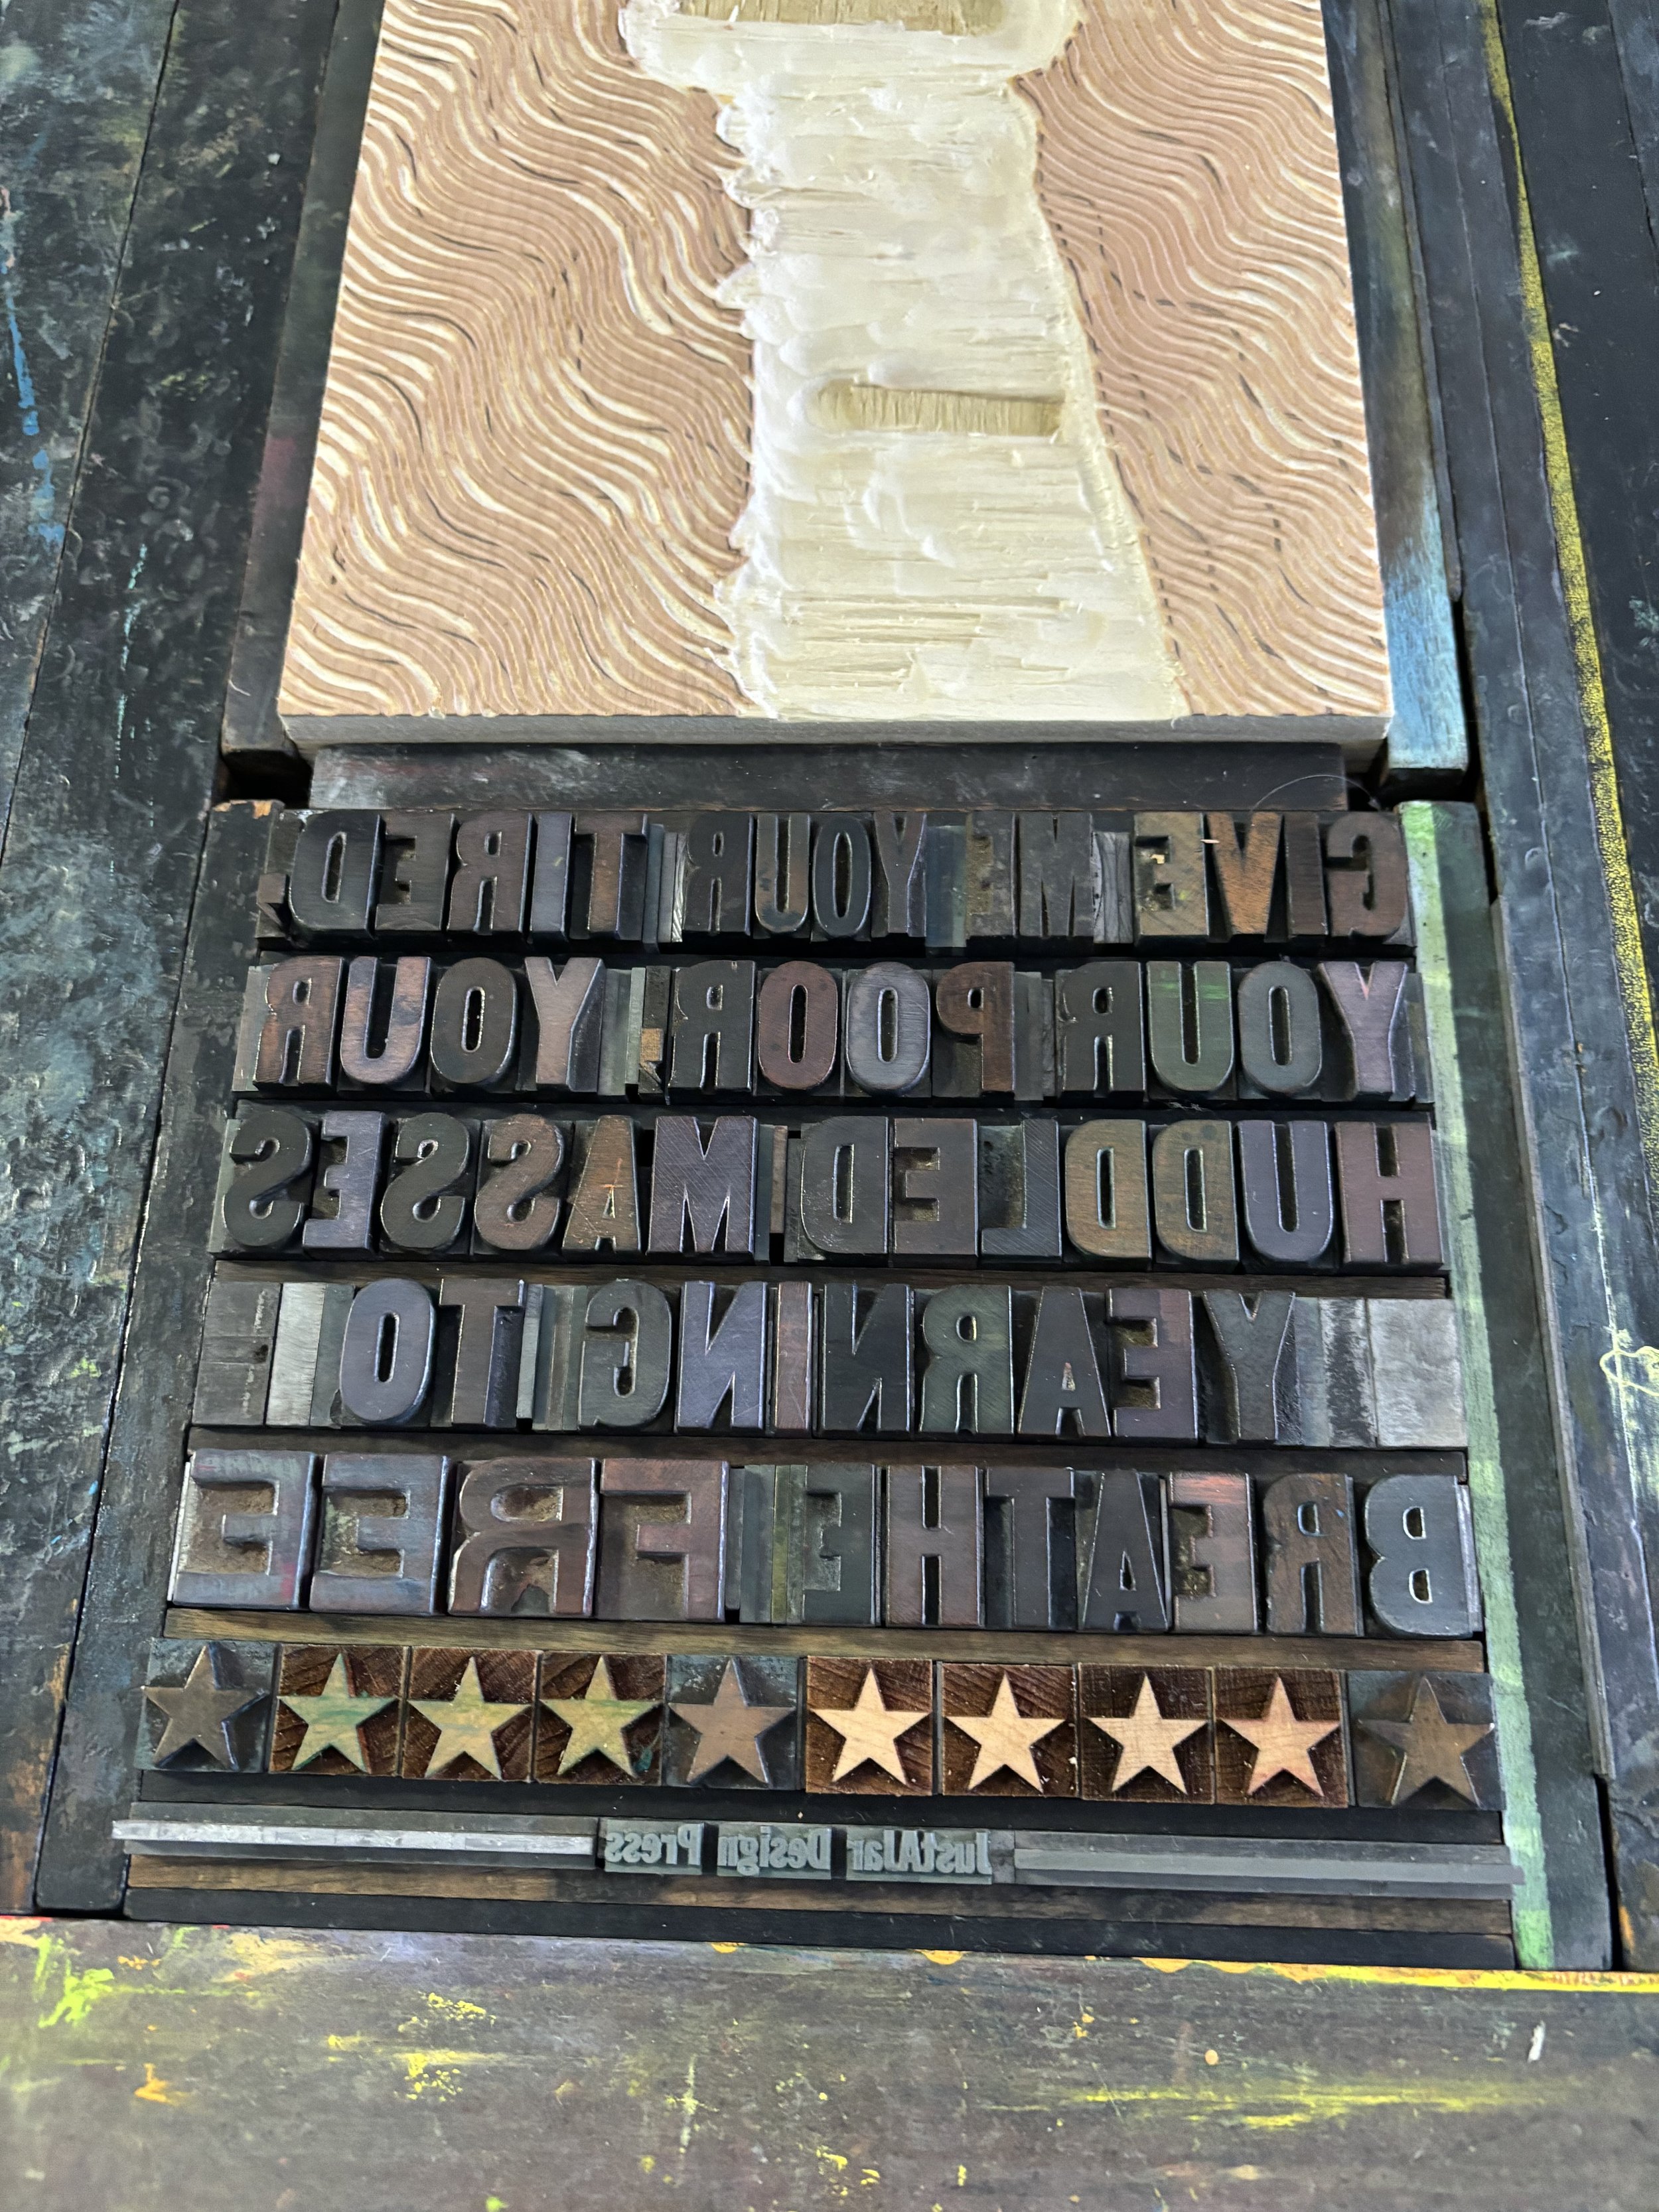 GIVE ME YOUR TIRED,
YOUR POOR, YOUR
HUDDLED MASSES
YEARNING TO
BREATHE FREE
JustAJar Design Press